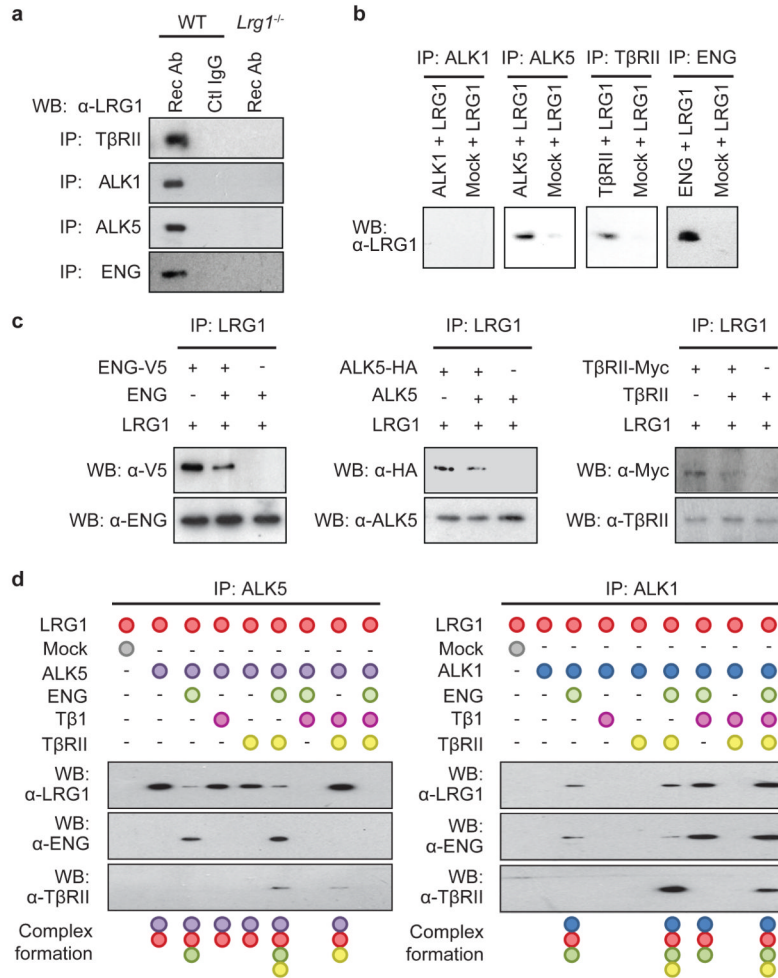 a
WT Lrg1-/-
Rec Ab Ctl IgG Rec Ab
WB: α-LRG1
IP: TβRII
IP: ALK1
IP: ALK5
IP: ENG
b
IP: ALK1 IP: ALK5 IP: TβRII IP: ENG
ALK1 + LRG1 Mock + LRG1 ALK5 + LRG1 Mock + LRG1 TβRII + LRG1 Mock + LRG1 ENG + LRG1 Mock + LRG1
WB:
α-LRG1
c
IP: LRG1
ENG-V5 + + -
ENG - + +
LRG1 + + +
WB: α-V5
WB: α-ENG
IP: LRG1
ALK5-HA + + -
ALK5 - + +
LRG1 + + +
WB: α-HA
WB: α-ALK5
IP: LRG1
TβRII-Myc + + -
TβRII - + +
LRG1 + + +
WB: α-Myc
WB: α-TβRII
d
IP: ALK5
LRG1
Mock - - - - - - - -
ALK5 -
ENG - - - - - -
Tβ1 - - - - - -
TβRII - - - - - -
WB:
α-LRG1
WB:
α-ENG
WB:
α-TβRII
Complex
formation
IP: ALK1
LRG1
Mock - - - - - - - -
ALK1 -
ENG - - - - - -
Tβ1 - - - - - -
TβRII - - - - - -
WB:
α-LRG1
WB:
α-ENG
WB:
α-TβRII
Complex
formation